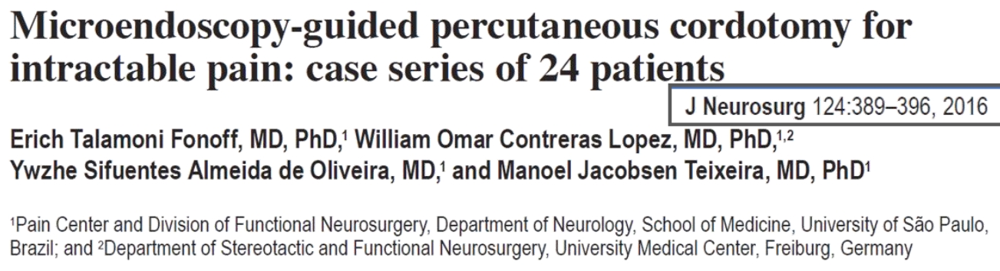 Microendoscopy-guided percutaneous cordotomy for
intractable pain: case series of 24 patients
J Neurosurg 124:389–396, 2016
Erich Talamoni Fonoff, MD, PhD,¹ William Omar Contreras Lopez, MD, PhD,¹,²
Ywzhe Sifuentes Almeida de Oliveira, MD,¹ and Manoel Jacobsen Teixeira, MD, PhD¹
¹Pain Center and Division of Functional Neurosurgery, Department of Neurology, School of Medicine, University of São Paulo,
Brazil; and ²Department of Stereotactic and Functional Neurosurgery, University Medical Center, Freiburg, Germany